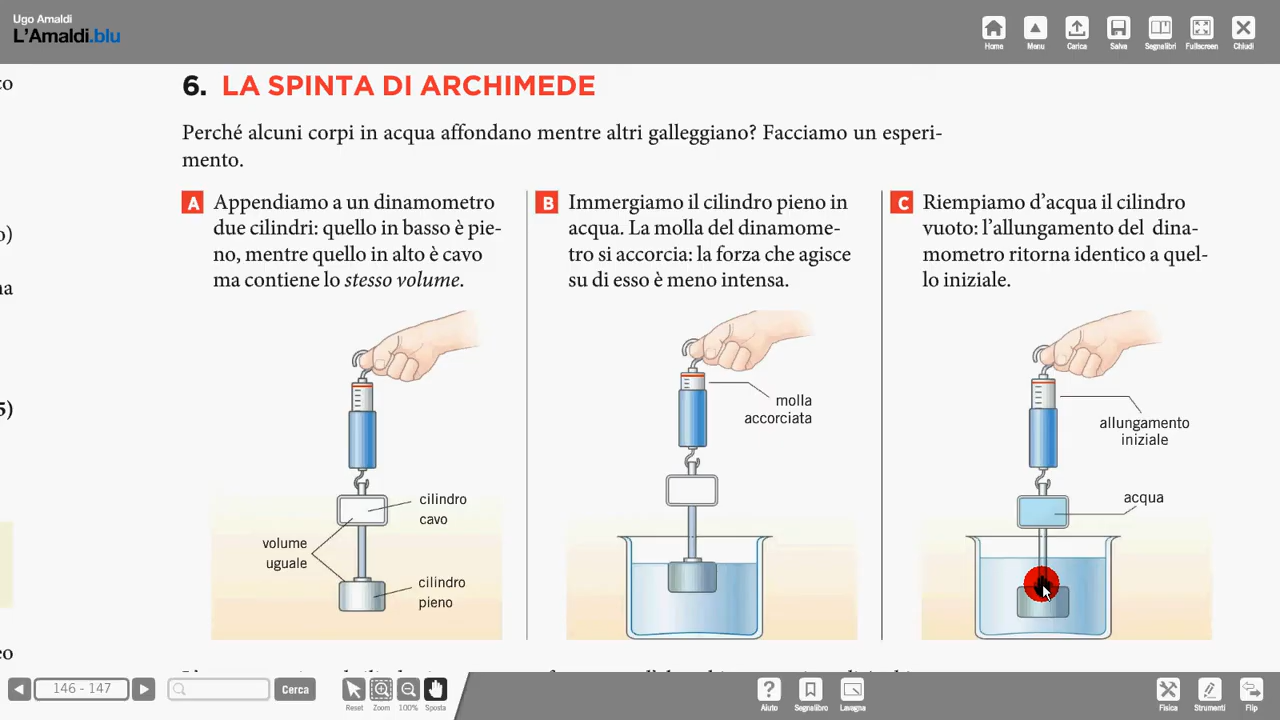 Ugo Amaldi
L'Amaldi.blu
Home
Menu
Carica
Salva
Segnalibri
Fullscreen
Chiudi
co
o)
na
5)
eo
6. LA SPINTA DI ARCHIMEDE
Perché alcuni corpi in acqua affondano mentre altri galleggiano? Facciamo un esperi-
mento.
A Appendiamo a un dinamometro
due cilindri: quello in basso è pie-
no, mentre quello in alto è cavo
ma contiene lo stesso volume.
cilindro
cavo
volume
uguale
cilindro
pieno
B Immergiamo il cilindro pieno in
acqua. La molla del dinamome-
tro si accorcia: la forza che agisce
su di esso è meno intensa.
molla
accorciata
C Riempiamo d'acqua il cilindro
vuoto: l'allungamento del dina-
mometro ritorna identico a quel-
lo iniziale.
allungamento
iniziale
acqua
146 - 147
Cerca
Reset
Zoom
100%
Sposta
Aiuto
Segnalibro
Lavagna
Fisica
Strumenti
Flip